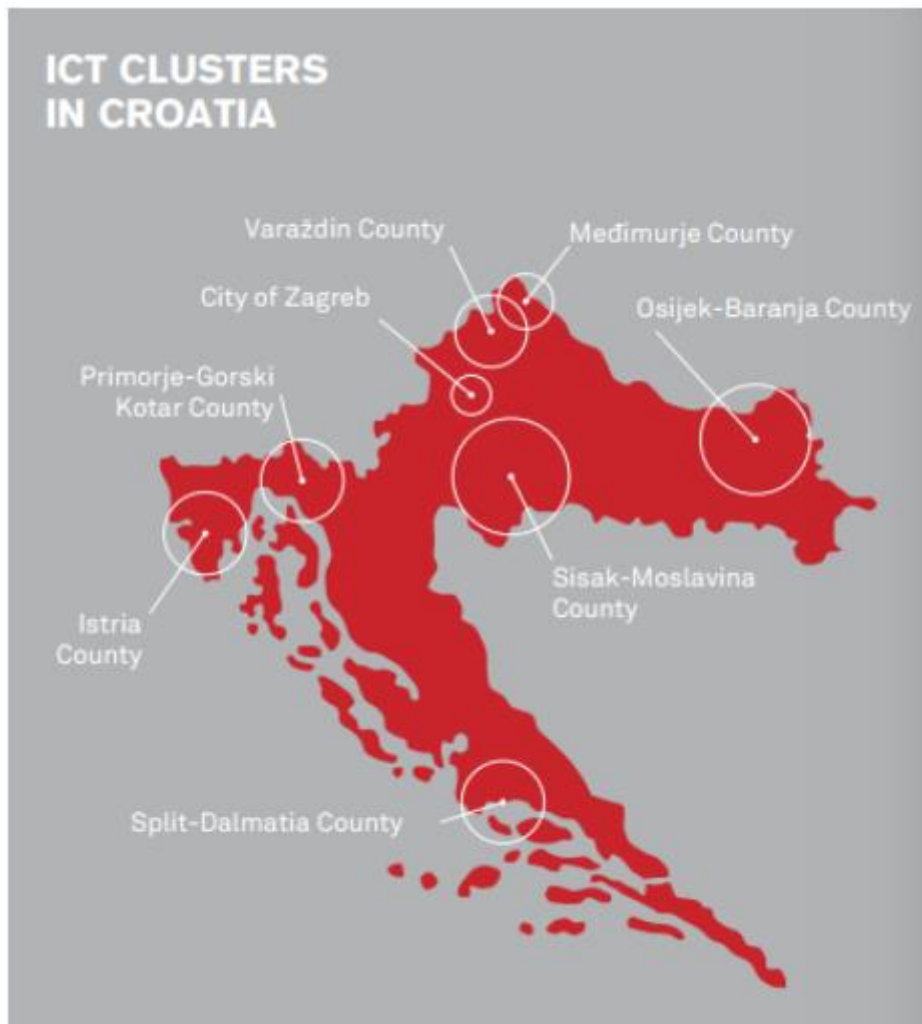 ICT CLUSTERS
IN CROATIA
Varaždin County
Međimurje County
City of Zagreb
Osijek-Baranja County
Primorje-Gorski
Kotar County
Sisak-Moslavina
County
Istria
County
Split-Dalmatia County